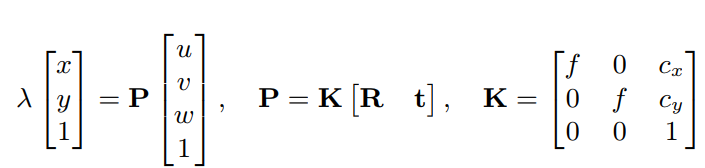 λ [x y 1] = P [u v w 1], P = K [R t], K = [f 0 c_x 0 f c_y 0 0 1]